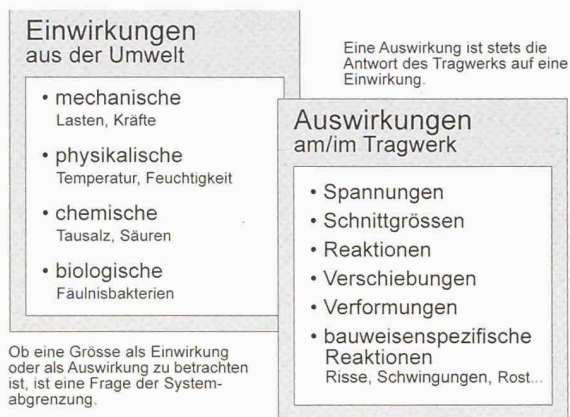 Einwirkungen
aus der Umwelt
• mechanische
Lasten, Kräfte
• physikalische
Temperatur, Feuchtigkeit
• chemische
Tausalz, Säuren
• biologische
Fäulnisbakterien
Ob eine Grösse als Einwirkung
oder als Auswirkung zu betrachten
ist, ist eine Frage der System-
abgrenzung.
Eine Auswirkung ist stets die
Antwort des Tragwerks auf eine
Einwirkung.
Auswirkungen
am/im Tragwerk
• Spannungen
• Schnittgrössen
• Reaktionen
• Verschiebungen
• Verformungen
• bauweisenspezifische
Reaktionen
Risse, Schwingungen, Rost...